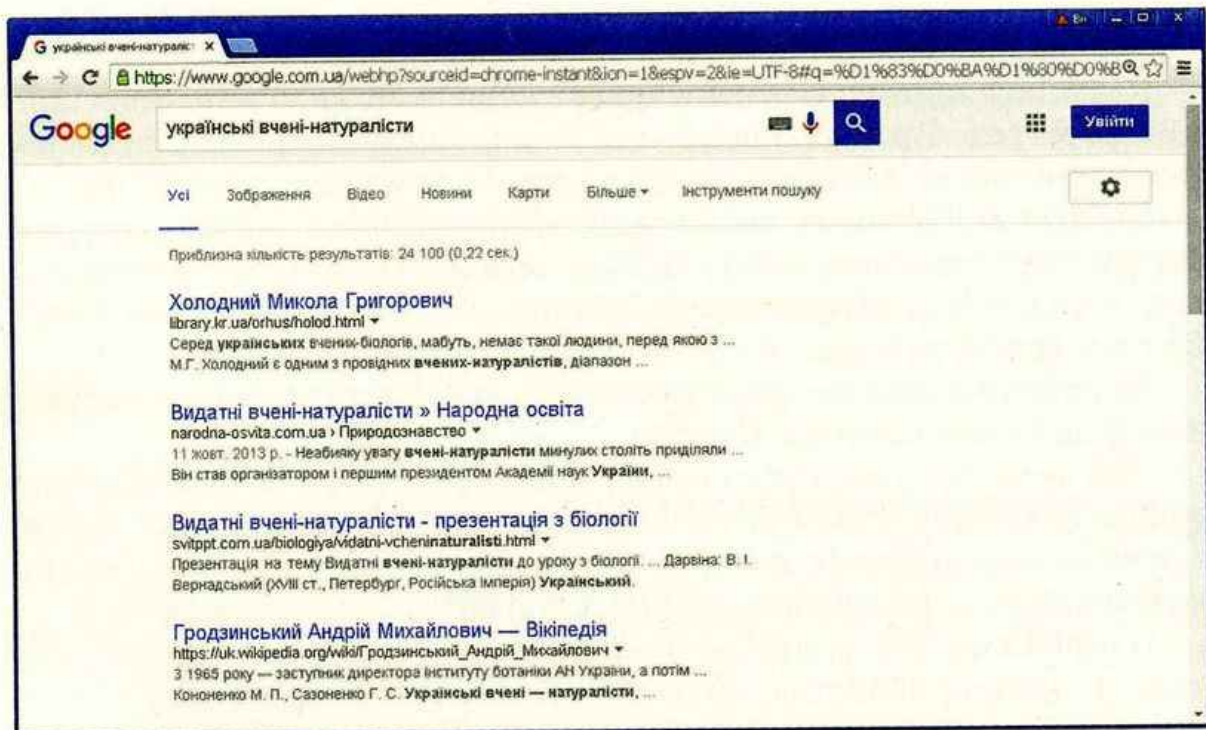 Вн
українські вчені-натураліс
https://www.google.com.ua/webhp?sourceid=chrome-instant&ion=1&espv=2&ie=UTF-8#q=%D1%83%D0%BA%D1%80%D0%B
Google українські вчені-натуралісти Увійти
Усі Зображення Відео Новини Карти Більше Інструменти пошуку
Приблизна кількість результатів: 24 100 (0,22 сек.)
Холодний Микола Григорович
library.kr.ua/orhus/holod.html
Серед українських вчених-біологів, мабуть, немає такої людини, перед якою з ...
М.Г. Холодний є одним з провідних вчених-натуралістів, діапазон ...
Видатні вчені-натуралісти » Народна освіта
narodna-osvita.com.ua › Природознавство
11 жовт. 2013 р. - Неабияку увагу вчені-натуралісти минулих століть приділяли ...
Він став організатором і першим президентом Академії наук України, ...
Видатні вчені-натуралісти - презентація з біології
svitppt.com.ua/biologiya/vidatni-vcheninaturalisti.html
Презентація на тему Видатні вчені-натуралісти до уроку з біології. ... Дарвіна: В. І.
Вернадський (XVIII ст., Петербург, Російська Імперія) Український.
Гродзинський Андрій Михайлович — Вікіпедія
https://uk.wikipedia.org/wiki/Гродзинський_Андрій_Михайлович
З 1965 року — заступник директора Інституту ботаніки АН України, а потім ...
Кононенко М. П., Сазоненко Г. С. Українські вчені — натуралісти, ...